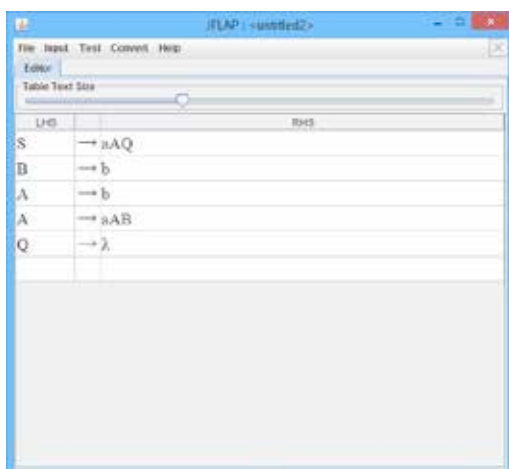 JFLAP : <untitled2>
File Input Test Convert Help
Editor
Table Text Size
LHS RHS
S → aAQ
B → b
A → b
A → aAB
Q → λ